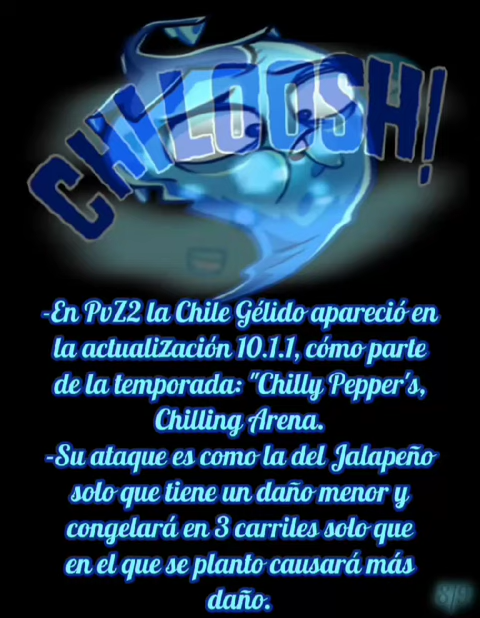 CHILOOSH!
-En PvZ2 la Chile Gélido apareció en
la actualización 10.1.1, cómo parte
de la temporada: "Chilly Pepper's,
Chilling Arena.
-Su ataque es como la del Jalapeño
solo que tiene un daño menor y
congelará en 3 carriles solo que
en el que se planto causará más
daño.